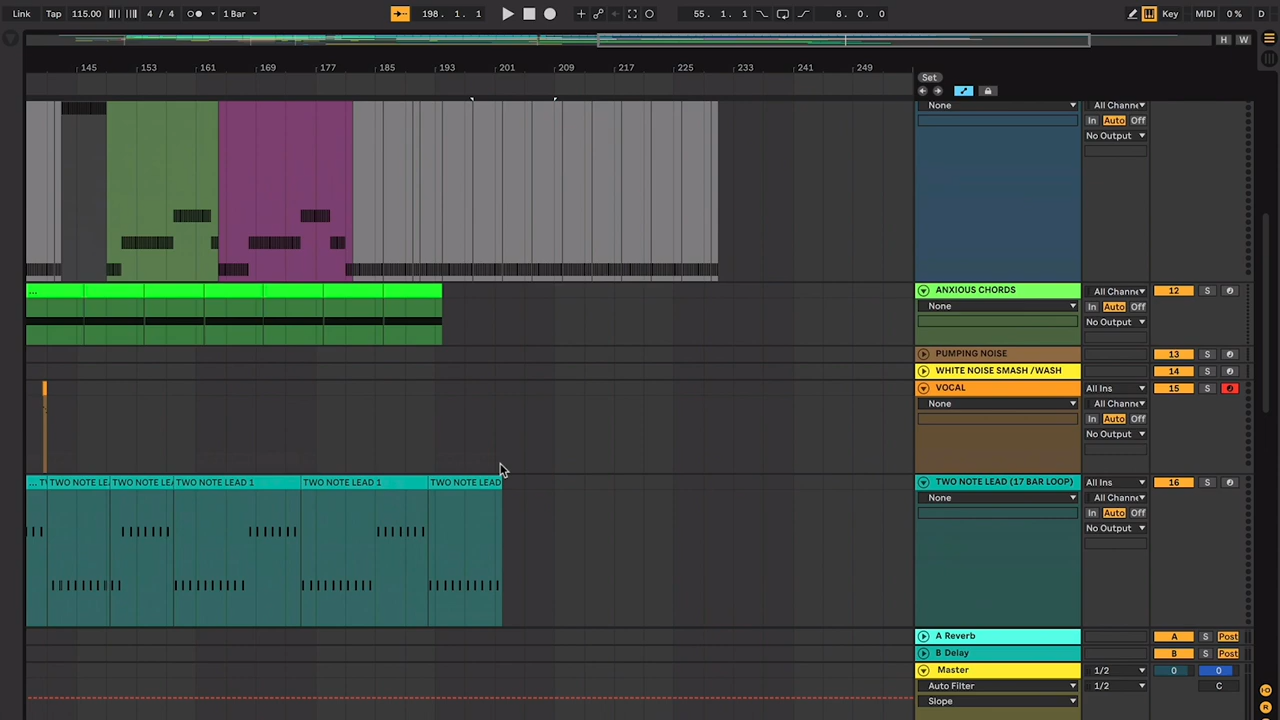 Link Tap 115.00 4 / 4 1 Bar 198. 1. 1 55. 1. 1 8. 0. 0 Key MIDI 0 % D
H W
145 153 161 169 177 185 193 201 209 217 225 233 241 249
Set
None All Channe
In Auto Off
No Output
... ANXIOUS CHORDS All Channe 12 S
None In Auto Off
No Output
PUMPING NOISE 13 S
WHITE NOISE SMASH /WASH 14 S
VOCAL All Ins 15 S
None All Channe
In Auto Off
No Output
... TV TWO NOTE LEA TWO NOTE LEA TWO NOTE LEAD 1 TWO NOTE LEAD 1 TWO NOTE LEAD TWO NOTE LEAD (17 BAR LOOP) All Ins 16 S
None All Channe
In Auto Off
No Output
A Reverb A S Post
B Delay B S Post
Master 1/2 0 0
Auto Filter 1/2 C
Slope
I·O
R